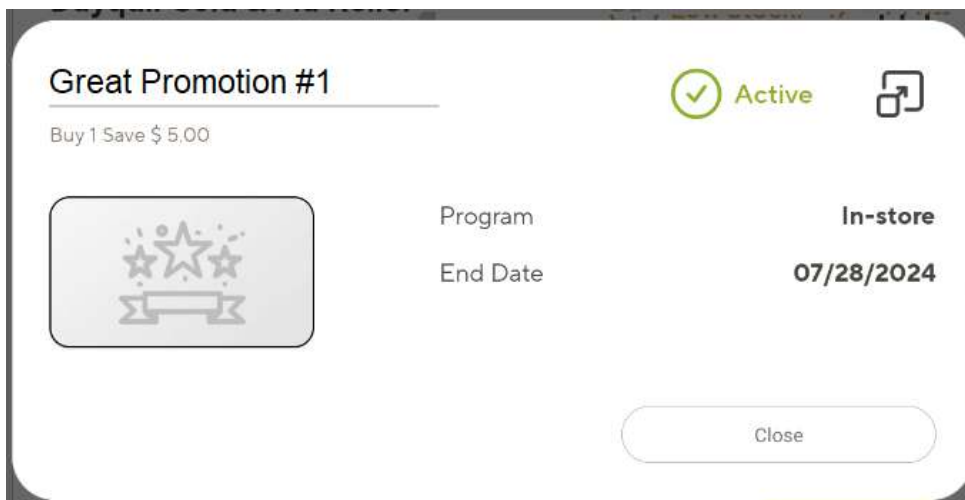 Great Promotion #1
Active
Buy 1 Save $ 5.00
Program
In-store
End Date
07/28/2024
Close